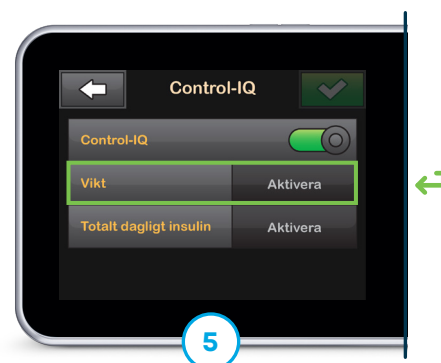 Control-IQ
Control-IQ
Vikt Aktivera
Totalt dagligt insulin Aktivera
5